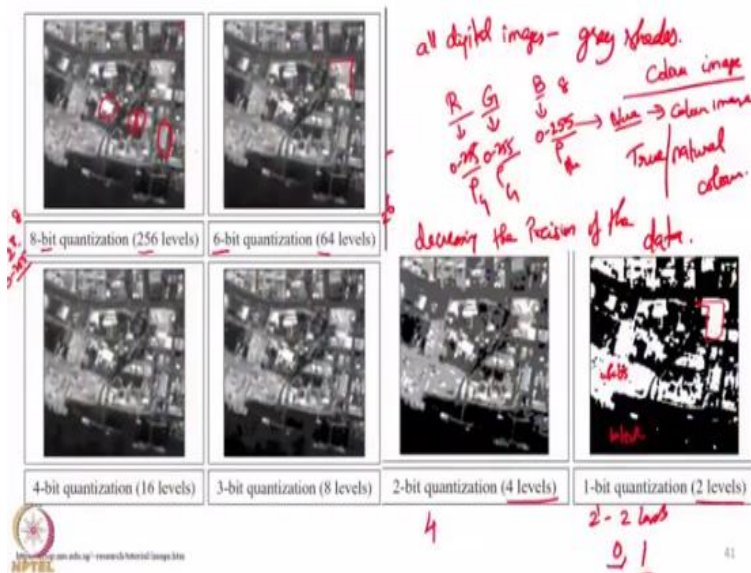 all digital images - gray shades.
Colour image
R G B 8
0-255 0-255 0-255 → Blue → Colour image
True/natural
colour.
8-bit quantization (256 levels)
6-bit quantization (64 levels)
decreasing the Precision of the data.
white
black
4-bit quantization (16 levels)
3-bit quantization (8 levels)
2-bit quantization (4 levels)
1-bit quantization (2 levels)
4
0, 1
NPTEL
41